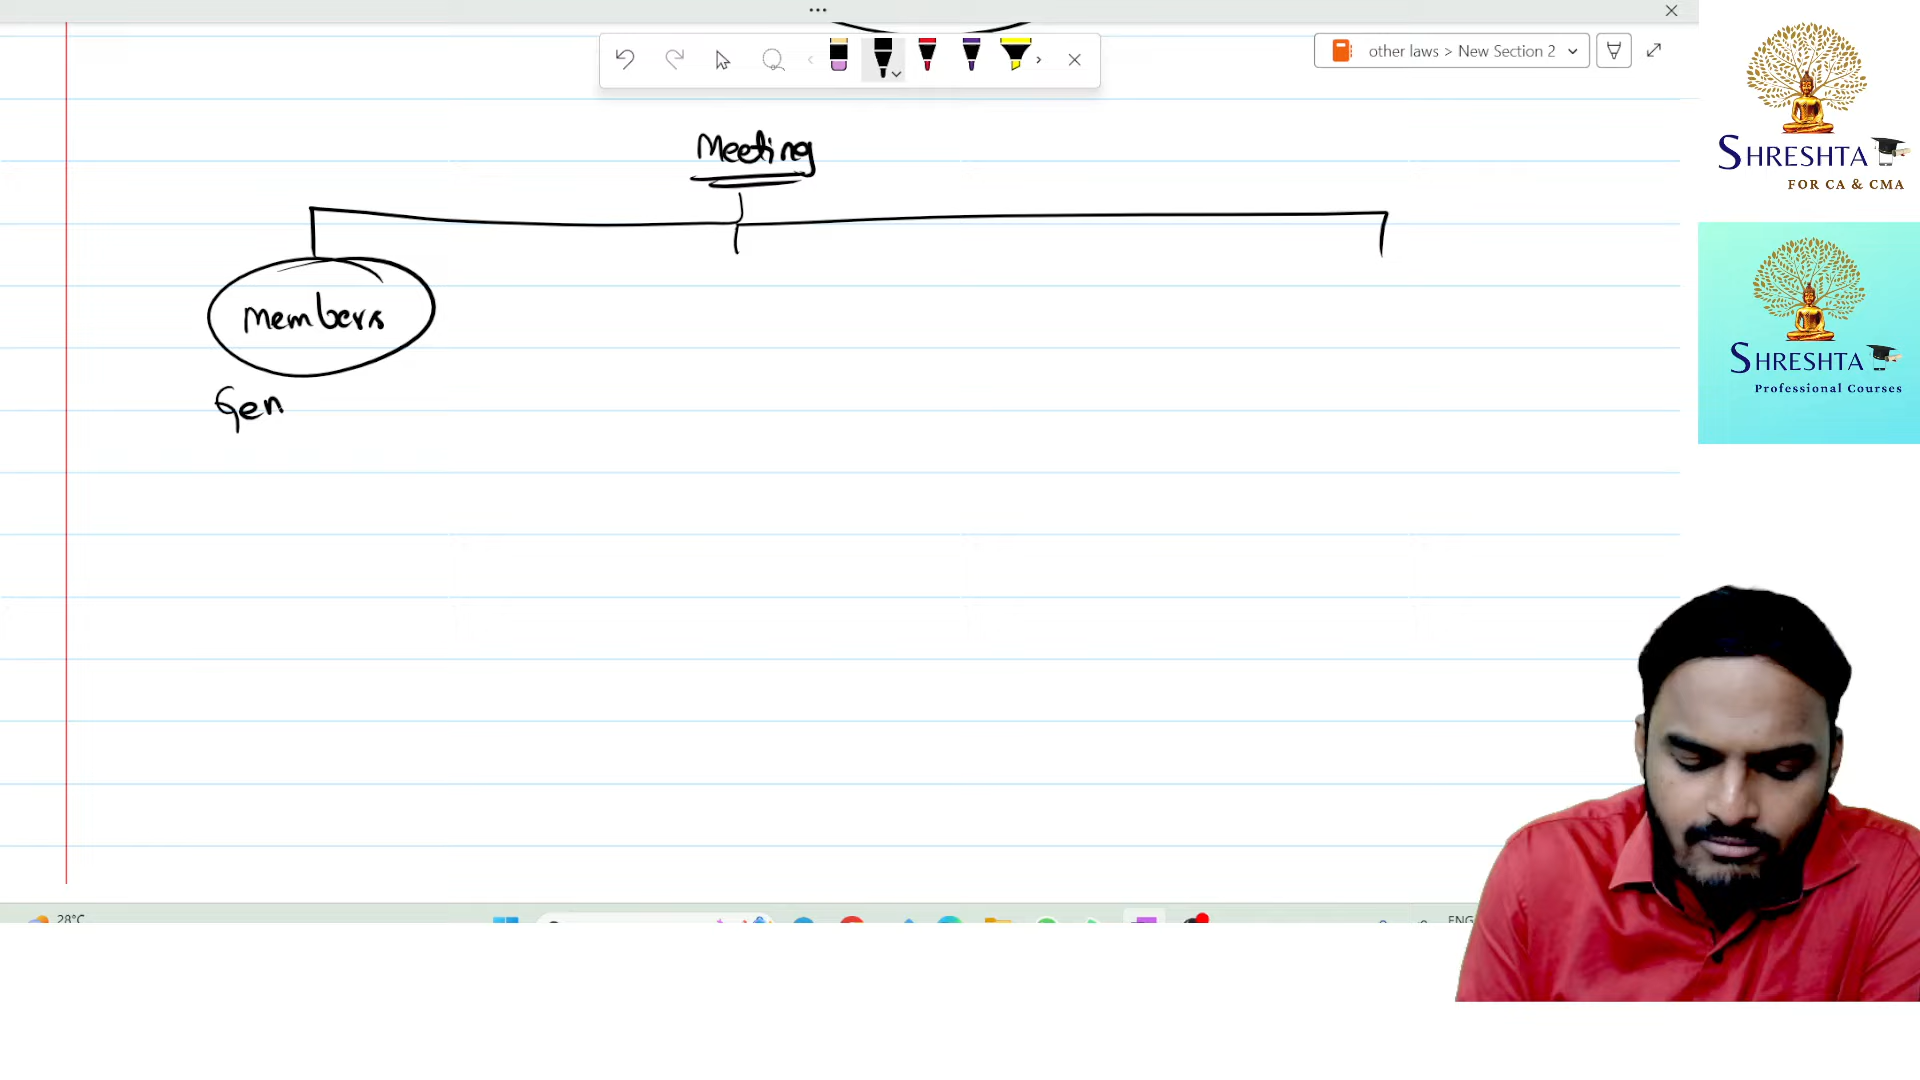 other laws > New Section 2
SHRESHTA
FOR CA & CMA
Meeting
Members
Gen
SHRESHTA
Professional Courses
28°C
ENG